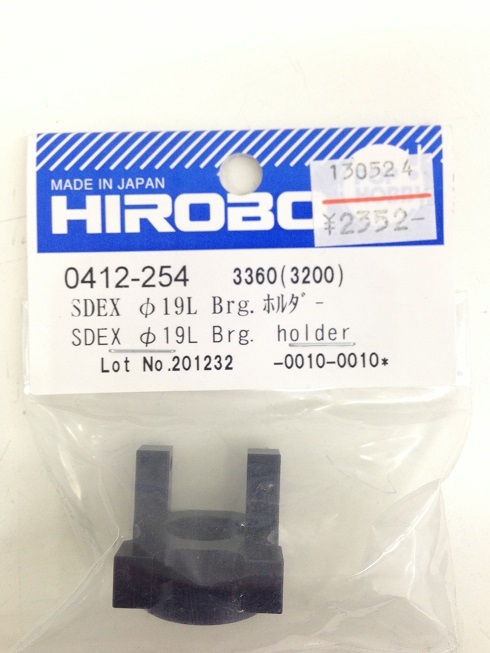 MADE IN JAPAN
HIROBO
130524
¥2352-
0412-254 3360(3200)
SDEX φ19L Brg.ホルダー
SDEX φ19L Brg. holder
Lot No.201232 -0010-0010*